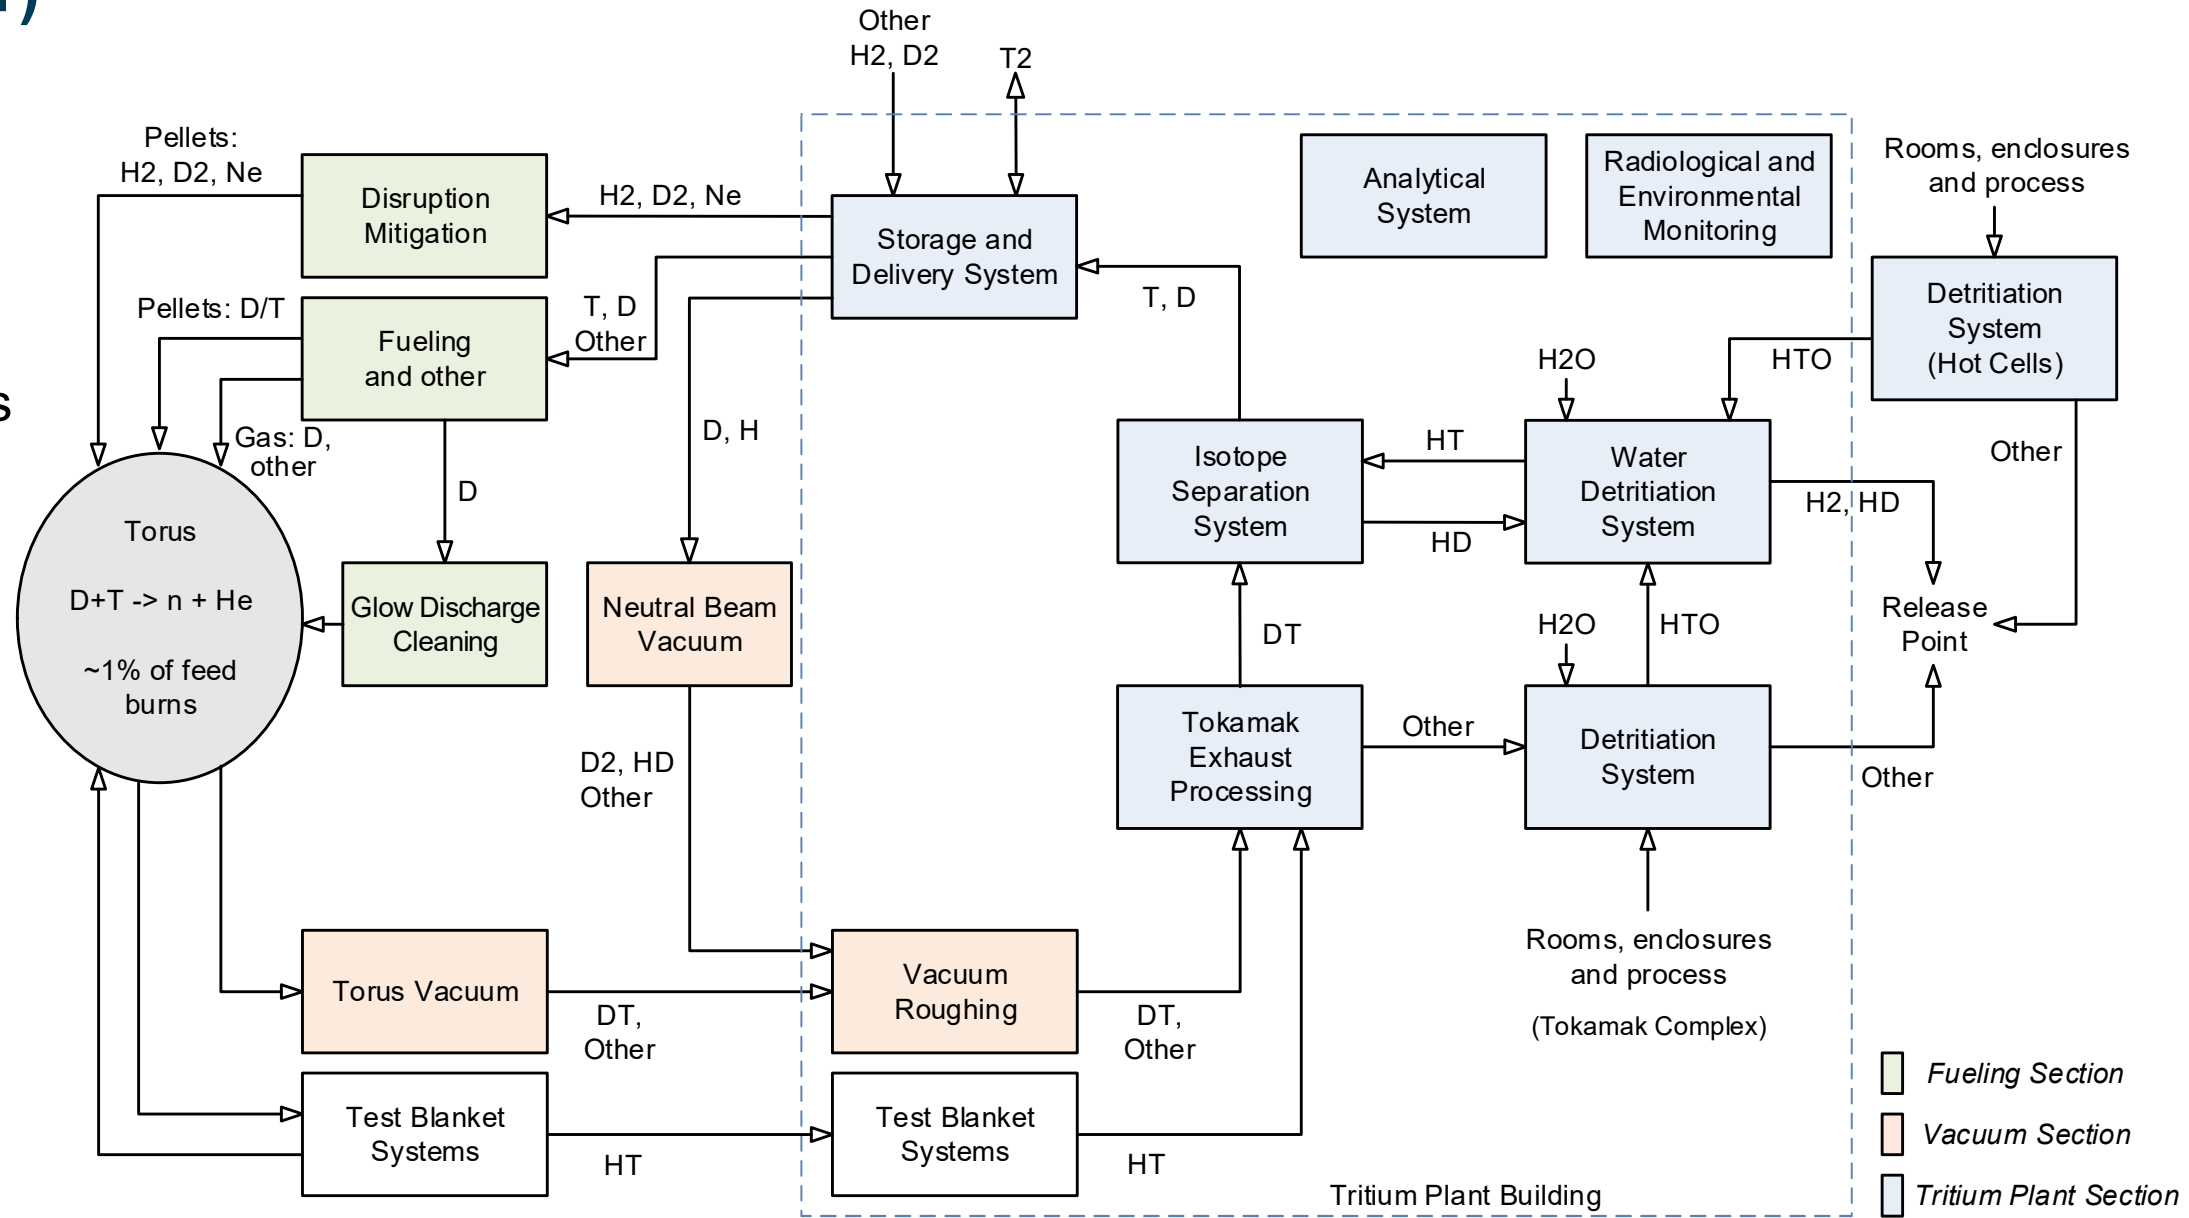 Other
H2, D2
T2
Pellets:
H2, D2, Ne
Disruption
Mitigation
H2, D2, Ne
Storage and
Delivery System
Analytical
System
Radiological and
Environmental
Monitoring
Rooms, enclosures
and process
Detritiation
System
(Hot Cells)
Pellets: D/T
Fueling
and other
T, D
Other
T, D
H2O
HTO
s
Gas: D,
other
D
D, H
Isotope
Separation
System
HT
HD
Water
Detritiation
System
H2, HD
Other
Torus
D+T -> n + He
~1% of feed
burns
Glow Discharge
Cleaning
Neutral Beam
Vacuum
DT
H2O
HTO
Release
Point
D2, HD
Other
Tokamak
Exhaust
Processing
Other
Detritiation
System
Other
Torus Vacuum
DT,
Other
Vacuum
Roughing
DT,
Other
Rooms, enclosures
and process
(Tokamak Complex)
Test Blanket
Systems
HT
Test Blanket
Systems
HT
Tritium Plant Building
Fueling Section
Vacuum Section
Tritium Plant Section